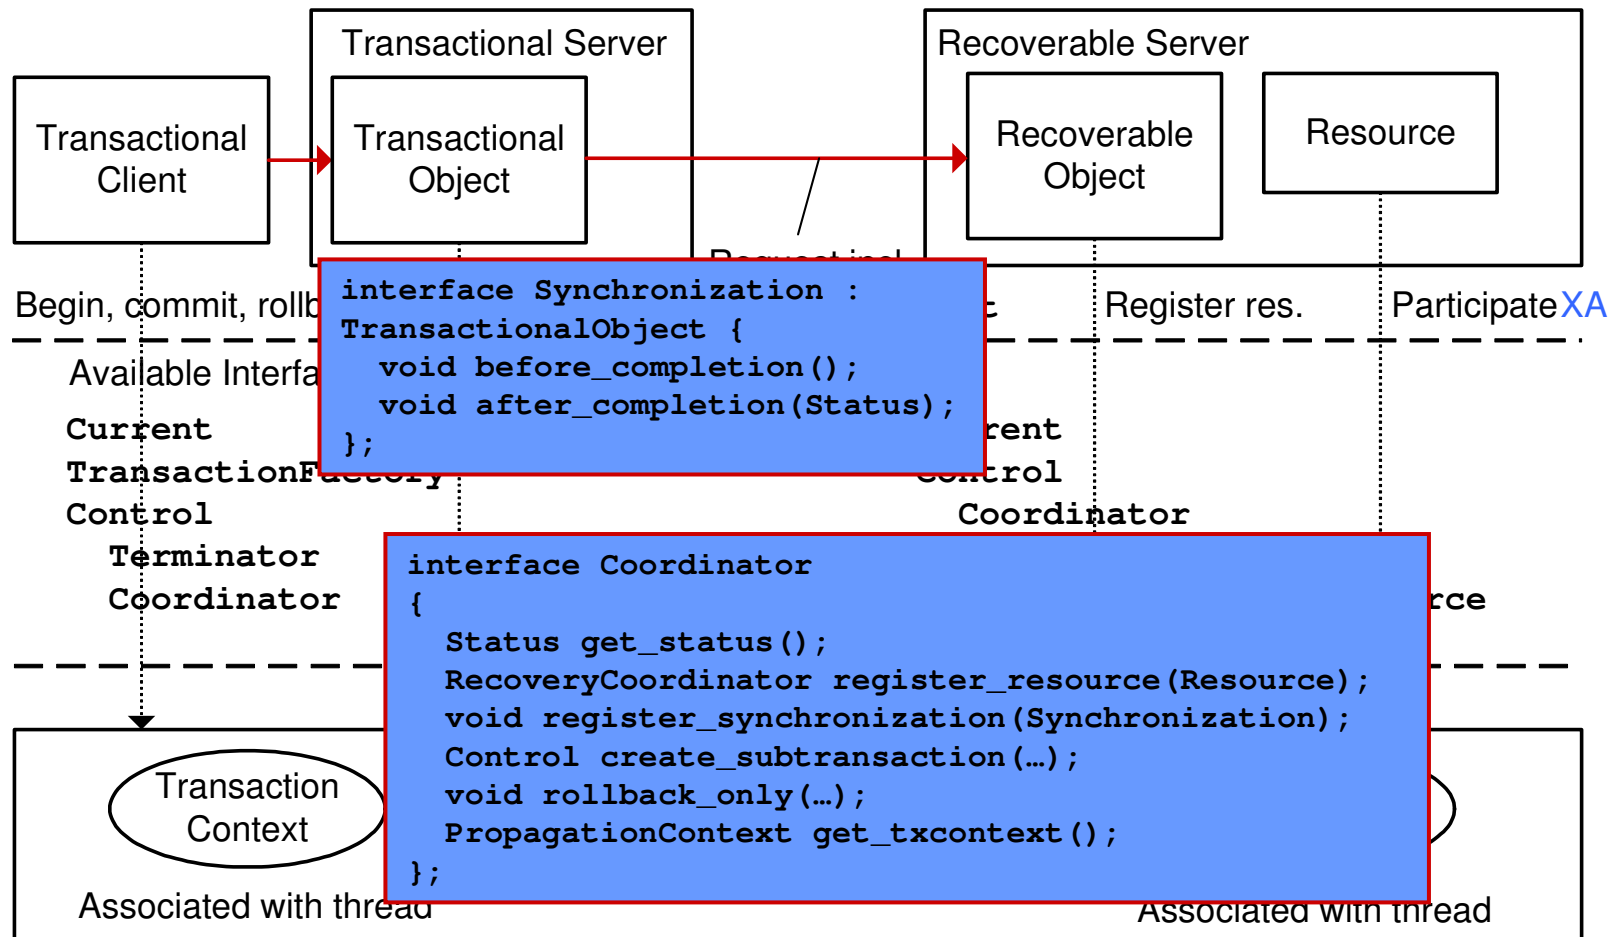 Transactional Server
Recoverable Server
Transactional
Client
Transactional
Object
Recoverable
Object
Resource
Begin, commit, rollb
Register res.
Participate XA
interface Synchronization :
TransactionalObject {
void before_completion();
void after_completion(Status);
};
Available Interfa
Current
TransactionFactory
Control
Terminator
Coordinator
rent
Control
Coordinator
rce
interface Coordinator
{
Status get_status();
RecoveryCoordinator register_resource(Resource);
void register_synchronization(Synchronization);
Control create_subtransaction(…);
void rollback_only(…);
PropagationContext get_txcontext();
};
Transaction
Context
Associated with thread
Associated with thread